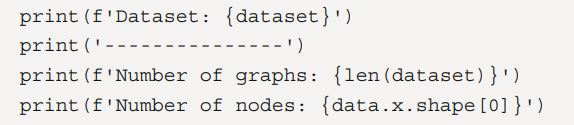 print(f'Dataset: {dataset}')
print('---------------')
print(f'Number of graphs: {len(dataset)}')
print(f'Number of nodes: {data.x.shape[0]}')